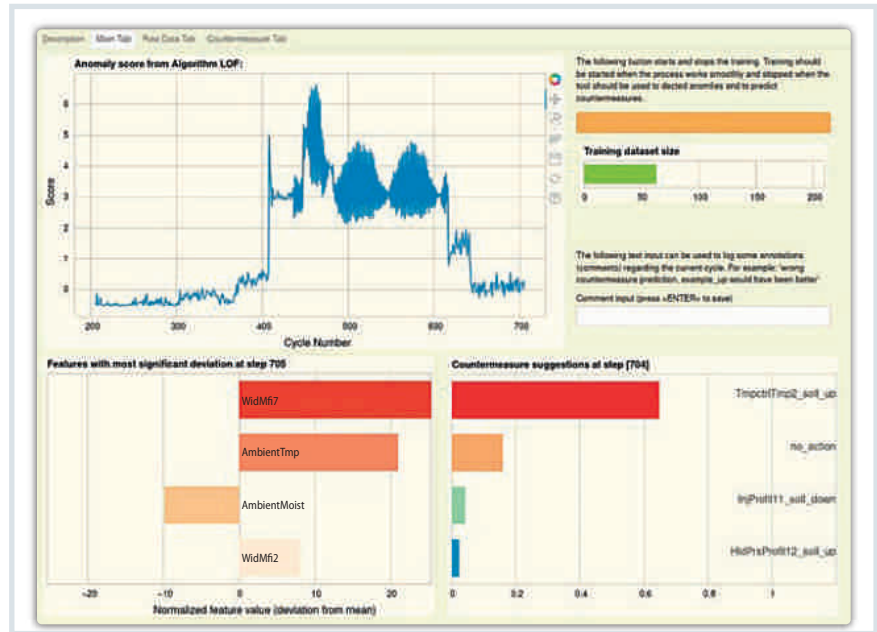 Description Main Tab Raw Data Tab Countermeasure Tab
Anomaly score from Algorithm LOF:
6
5
4
3
2
1
0
Score
200 300 400 500 600 700
Cycle Number
The following button starts and stops the training. Training should
be started when the process works smoothly and stopped when the
tool should be used to dected anomlies and to predict
countermeasures.
Training dataset size
0 50 100 150 200
The following text input can be used to log some annotations
(comments) regarding the current cycle. For example: 'wrong
countermeasure prediction, example_up would have been better'
Comment input (press <ENTER> to save)
Features with most significant deviation at step 705
WidMfi7
AmbientTmp
AmbientMoist
WidMfi2
-20 -10 0 10 20
Normalized feature value (deviation from mean)
Countermeasure suggestions at step [704]
TmpctrlTmp2_soll_up
no_action
InjProfil11_soll_down
HldPrsProfil12_soll_up
0 0.2 0.4 0.6 0.8 1